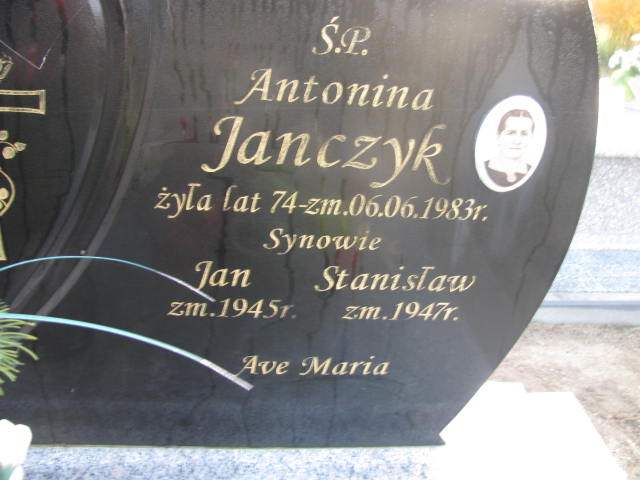 Ś.P.
Antonina
Janczyk
żyła lat 74-zm.06.06.1983r.
Synowie
Jan Stanisław
zm.1945r. zm.1947r.
Ave Maria